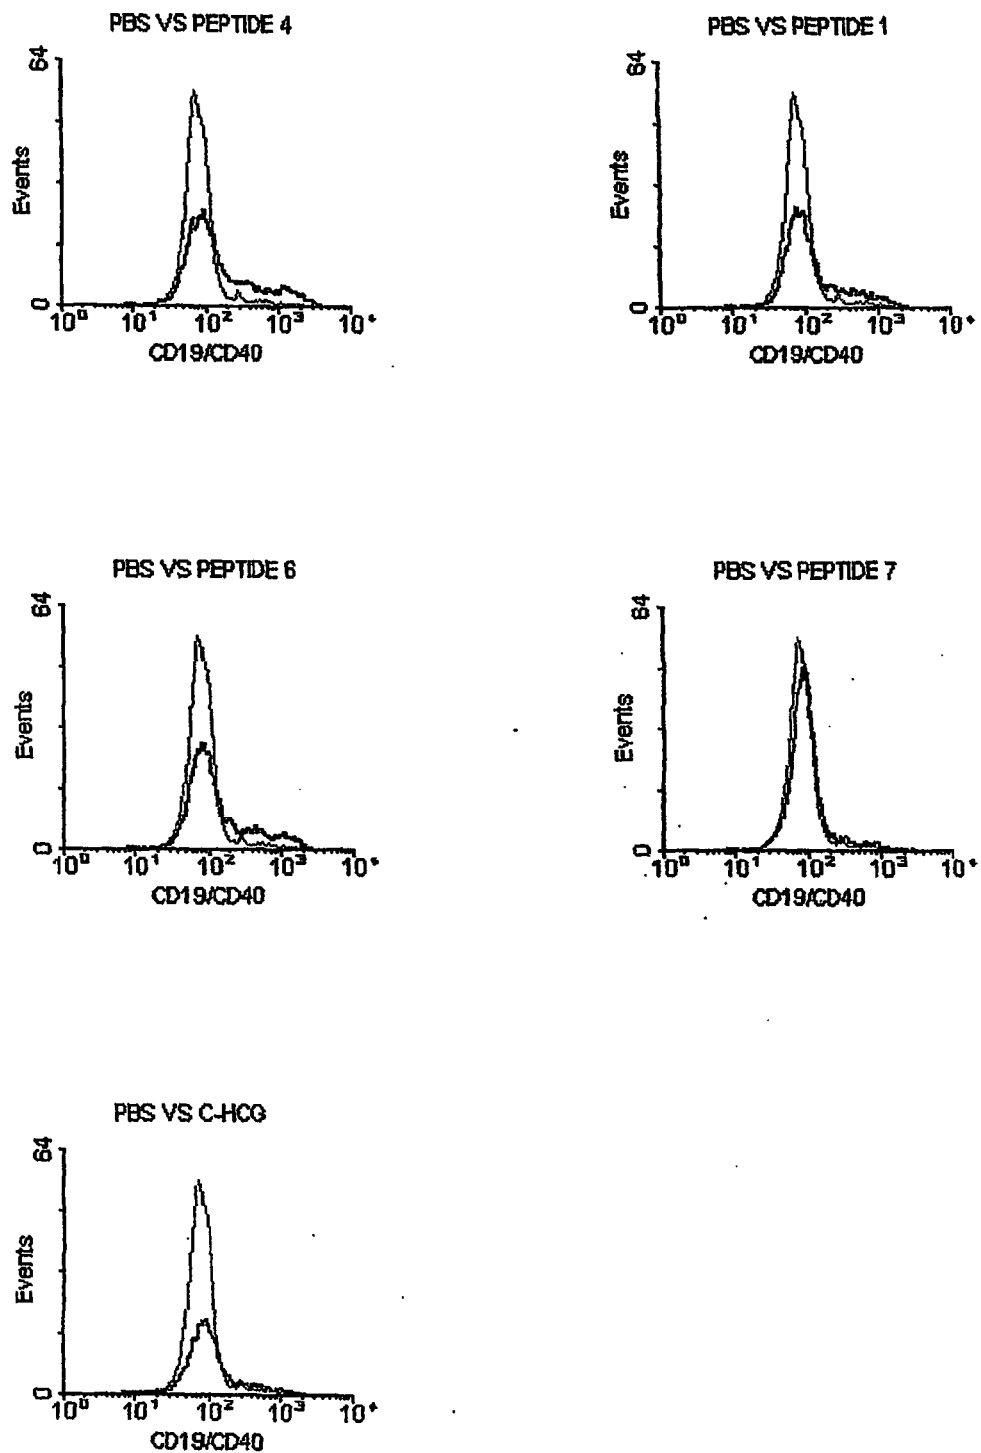 PBS VS PEPTIDE 4
64
Events
0
10⁰ 10¹ 10² 10³ 10⁴
CD19/CD40
PBS VS PEPTIDE 1
64
Events
0
10⁰ 10¹ 10² 10³ 10⁴
CD19/CD40
PBS VS PEPTIDE 6
64
Events
0
10⁰ 10¹ 10² 10³ 10⁴
CD19/CD40
PBS VS PEPTIDE 7
64
Events
0
10⁰ 10¹ 10² 10³ 10⁴
CD19/CD40
PBS VS C-HCG
64
Events
0
10⁰ 10¹ 10² 10³ 10⁴
CD19/CD40